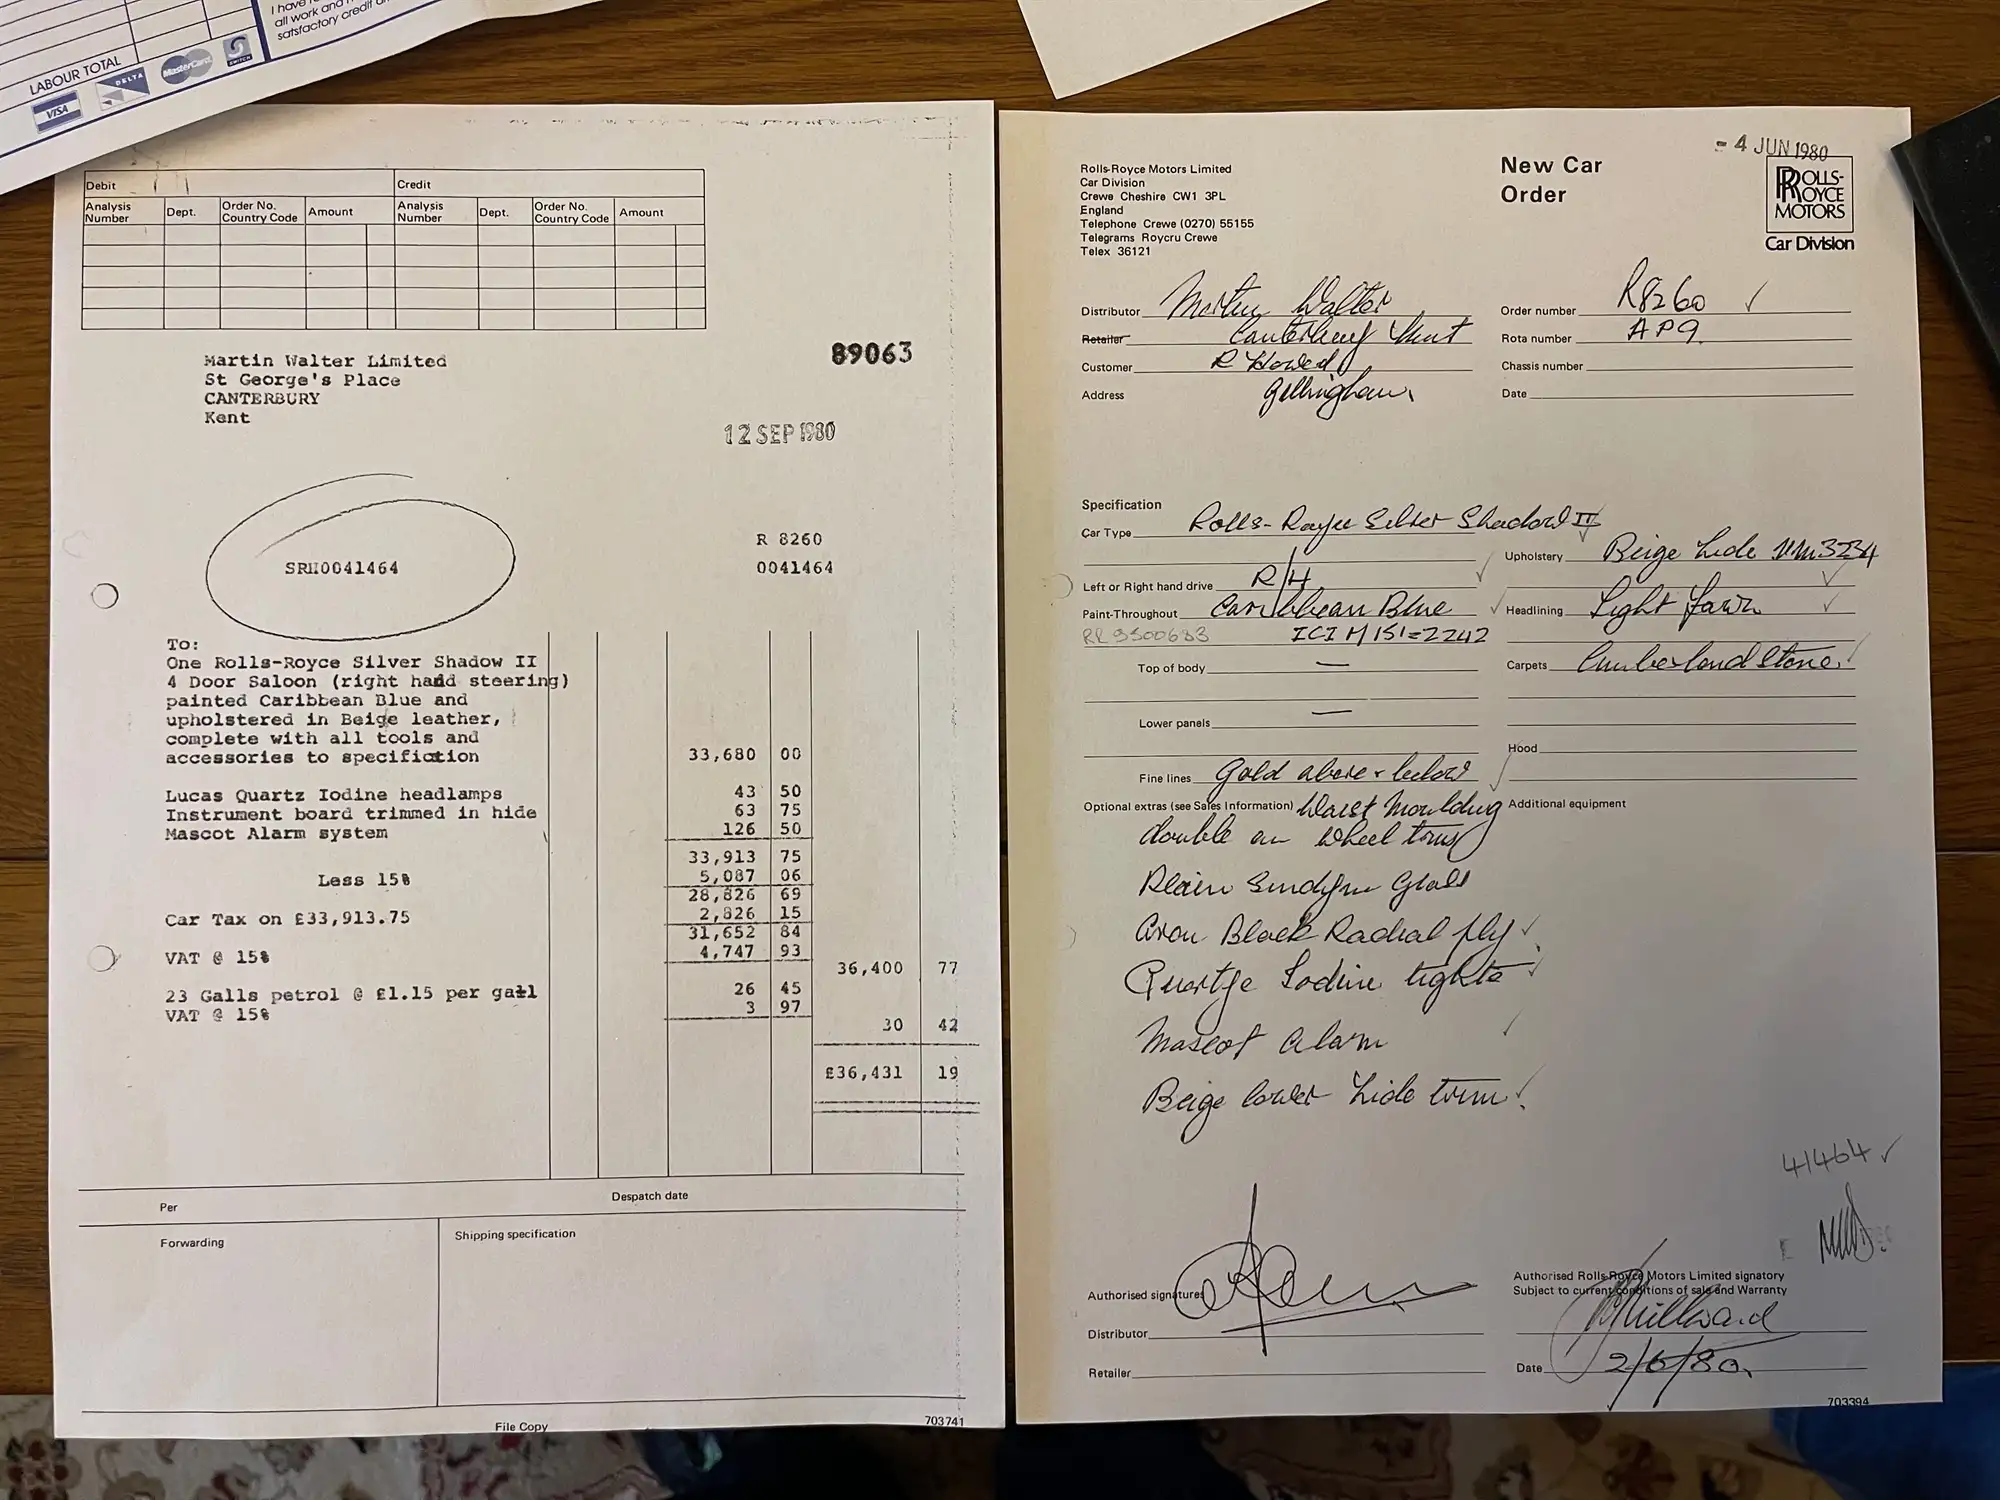 I have
all work and
satsfactory credit
LABOUR TOTAL
VISA
DELTA
MasterCard
SWITCH
Debit
Credit
Analysis Number
Dept.
Order No. Country Code
Amount
Analysis Number
Dept.
Order No. Country Code
Amount
Martin Walter Limited
St George's Place
CANTERBURY
Kent
89063
12 SEP 1980
R 8260
SRH0041464
0041464
To:
One Rolls-Royce Silver Shadow II
4 Door Saloon (right hand steering)
painted Caribbean Blue and
upholstered in Beige leather,
complete with all tools and
accessories to specifiction 33,680 00
Lucas Quartz Iodine headlamps 43 50
Instrument board trimmed in hide 63 75
Mascot Alarm system 126 50
33,913 75
Less 15% 5,087 06
28,826 69
Car Tax on £33,913.75 2,826 15
31,652 84
VAT @ 15% 4,747 93
36,400 77
23 Galls petrol @ £1.15 per gall 26 45
VAT @ 15% 3 97
30 42
£36,431 19
Per
Despatch date
Forwarding
Shipping specification
File Copy
703741
Rolls-Royce Motors Limited
Car Division
Crewe Cheshire CW1 3PL
England
Telephone Crewe (0270) 55155
Telegrams Roycru Crewe
Telex 36121
New Car
Order
- 4 JUN 1980
ROLLS-
ROYCE
MOTORS
Car Division
Distributor Martin Walter
Retailer Canterbury Kent
Customer R Howed
Address Gillingham
Order number R8260
Rota number AP9
Chassis number
Date
Specification
Car Type Rolls-Royce Silver Shadow II
Left or Right hand drive R/H
Paint-Throughout Caribbean Blue
RR 9500633 ICI M151=2242
Top of body —
Lower panels —
Fine lines Gold above + below
Upholstery Beige hide VM3234
Headlining Light Fawn
Carpets Cumberland Stone
Hood
Optional extras (see Sales Information) Waist Moulding
Additional equipment
double on wheel trims
Plain Sundym Glass
Avon Black Radial ply
Quartz Iodine lights
Mascot Alarm
Beige lower hide trim
41464
Authorised signatures
Distributor
Retailer
Authorised Rolls-Royce Motors Limited signatory
Subject to current conditions of sale and Warranty
Millward
Date 2/6/80
703394